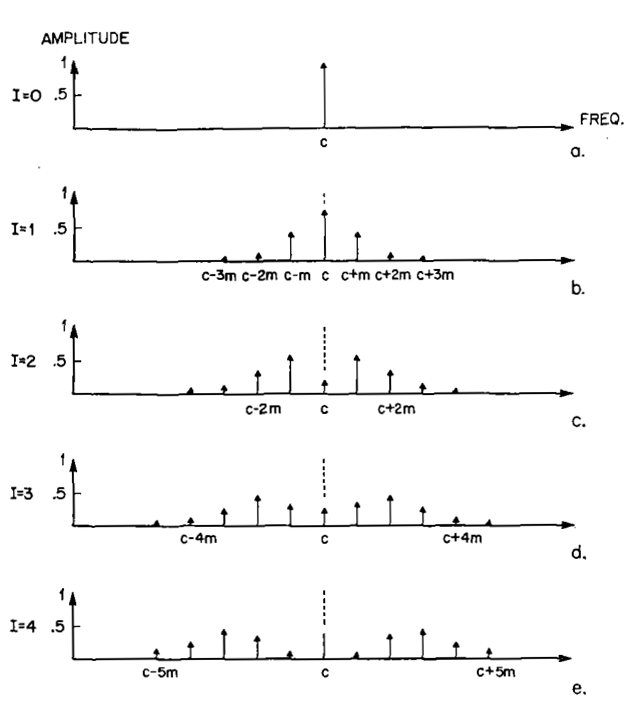 AMPLITUDE
1
I=0 .5
FREQ.
c
a.
1
I=1 .5
c-3m c-2m c-m c c+m c+2m c+3m
b.
1
I=2 .5
c-2m c c+2m
c.
1
I=3 .5
c-4m c c+4m
d.
1
I=4 .5
c-5m c c+5m
e.